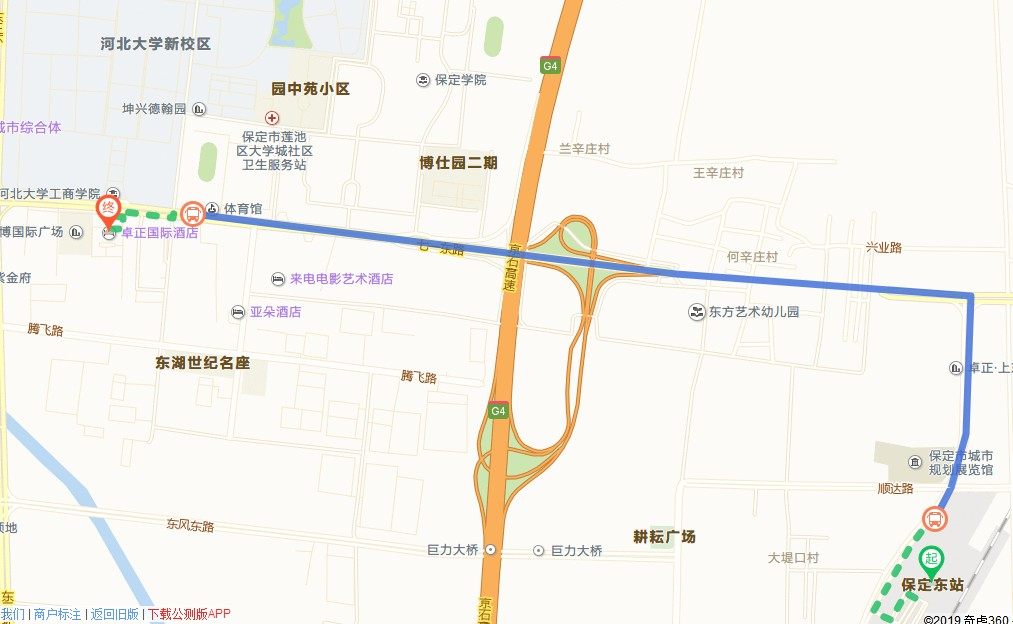 河北大学新校区
G4
保定学院
园中苑小区
坤兴德翰园
城市综合体
保定市莲池
区大学城社区
卫生服务站
兰辛庄村
博仕园二期
王辛庄村
河北大学工商学院
终
体育馆
博国际广场
卓正国际酒店
七一东路
京石高速
兴业路
何辛庄村
紫金府
来电电影艺术酒店
亚朵酒店
东方艺术幼儿园
腾飞路
东湖世纪名座
腾飞路
卓正·上
G4
保定市城市
规划展览馆
顺达路
东风东路
耕耘广场
巨力大桥
巨力大桥
大堤口村
起
保定东站
京石
我们 | 商户标注 | 返回旧版 | 下载公测版APP
©2019 奇虎360 -